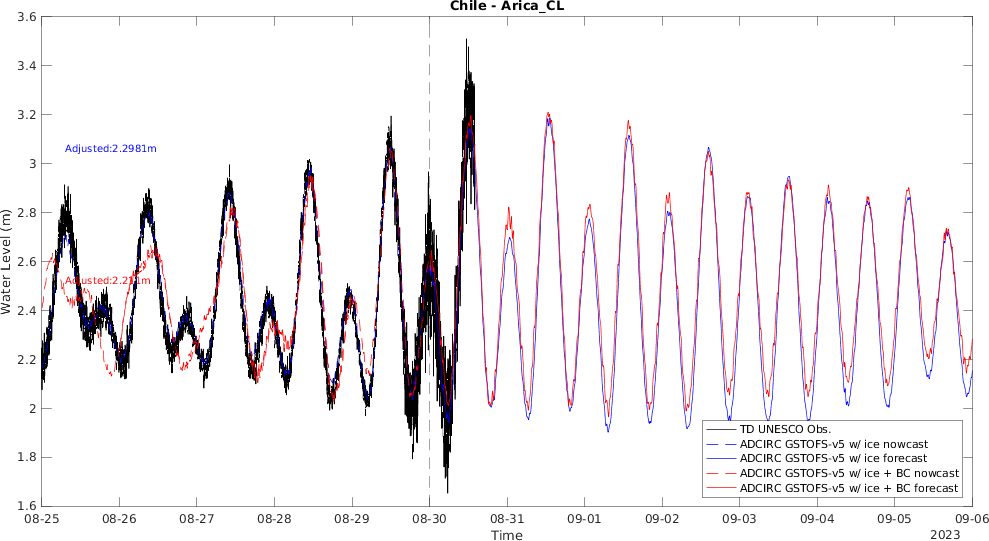 Chile - Arica_CL
3.6
3.4
3.2
3
2.8
2.6
2.4
2.2
2
1.8
1.6
Water Level (m)
Adjusted:2.2981m
TD UNESCO Obs.
ADCIRC GSTOFS-v5 w/ ice nowcast
ADCIRC GSTOFS-v5 w/ ice forecast
ADCIRC GSTOFS-v5 w/ ice + BC nowcast
ADCIRC GSTOFS-v5 w/ ice + BC forecast
08-25 08-26 08-27 08-28 08-29 08-30 08-31 09-01 09-02 09-03 09-04 09-05 09-06
Time
2023